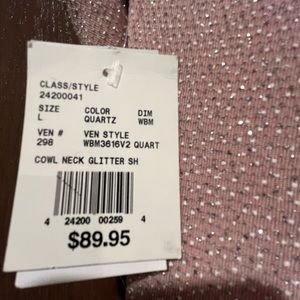 CLASS/STYLE
24200041
SIZE COLOR DIM
L QUARTZ WBM
VEN # VEN STYLE
298 WBM3616V2 QUART
COWL NECK GLITTER SH
4 24200 00259 4
$89.95